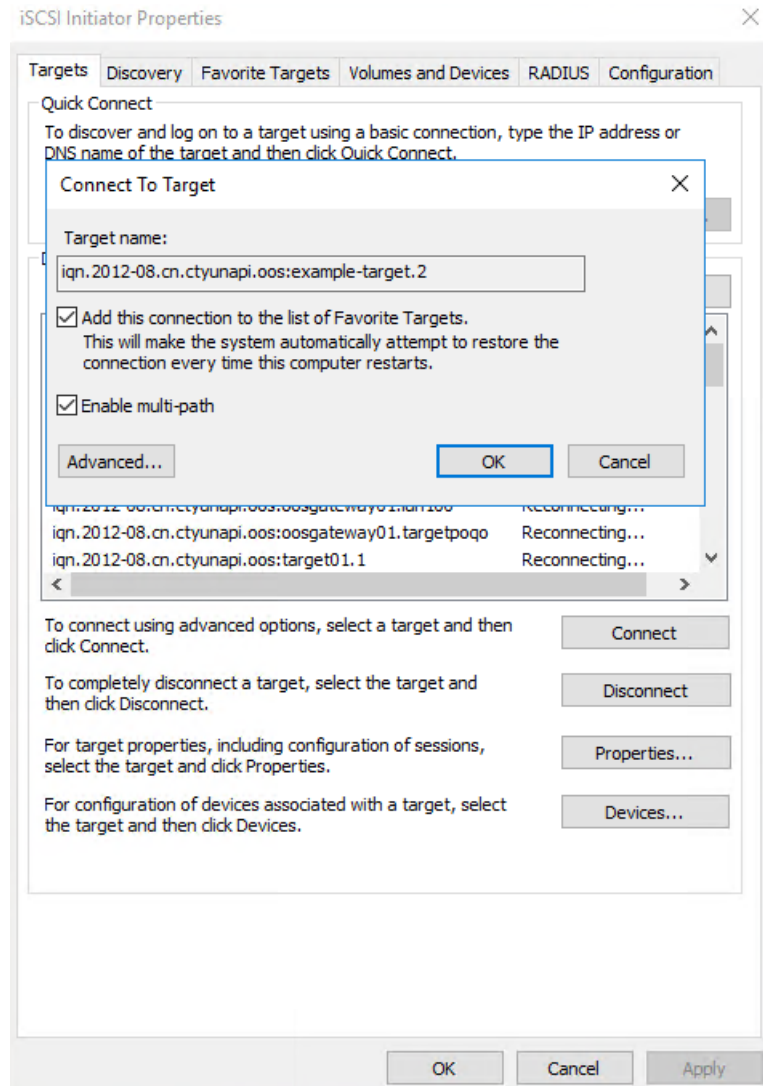 iSCSI Initiator Properties
Targets Discovery Favorite Targets Volumes and Devices RADIUS Configuration
Quick Connect
To discover and log on to a target using a basic connection, type the IP address or
DNS name of the target and then click Quick Connect.
Connect To Target
Target name:
iqn.2012-08.cn.ctyunapi.oos:example-target.2
Add this connection to the list of Favorite Targets.
This will make the system automatically attempt to restore the
connection every time this computer restarts.
Enable multi-path
Advanced...
OK
Cancel
iqn.2012-08.cn.ctyunapi.oos:oosgateway01. Reconnecting...
iqn.2012-08.cn.ctyunapi.oos:oosgateway01.targetpoqo Reconnecting...
iqn.2012-08.cn.ctyunapi.oos:target01.1 Reconnecting...
To connect using advanced options, select a target and then
click Connect.
Connect
To completely disconnect a target, select the target and
then click Disconnect.
Disconnect
For target properties, including configuration of sessions,
select the target and click Properties.
Properties...
For configuration of devices associated with a target, select
the target and then click Devices.
Devices...
OK
Cancel
Apply